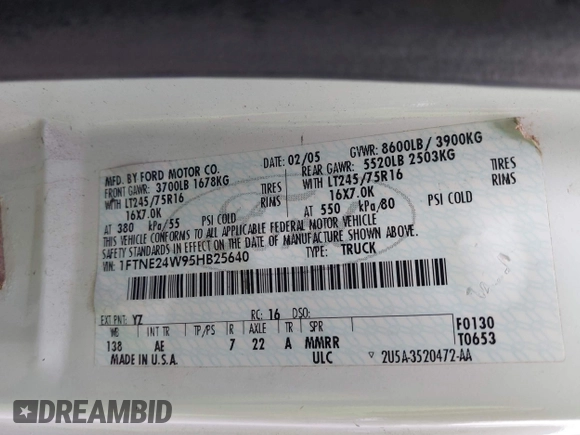 MFD. BY FORD MOTOR CO.
DATE: 02/05
GVWR: 8600LB/ 3900KG
FRONT GAWR: 3700LB 1678KG
REAR GAWR: 5520LB 2503KG
WITH LT245/75R16 TIRES
WITH LT245/75R16 TIRES
16X7.0K RIMS
16X7.0K RIMS
AT 380 kPa/55 PSI COLD
AT 550 kPa/80 PSI COLD
THIS VEHICLE CONFORMS TO ALL APPLICABLE FEDERAL MOTOR VEHICLE
SAFETY STANDARDS IN EFFECT ON THE DATE OF MANUFACTURE SHOWN ABOVE.
VIN: 1FTNE24W95HB25640
TYPE: TRUCK
EXT PNT: YZ RC: 16 DSO:
WB INT TR TP/PS R AXLE TR SPR F0130
138 AE 7 22 A MMRR T0653
MADE IN U.S.A. ULC ▽ 2U5A-3520472-AA
DREAMBID